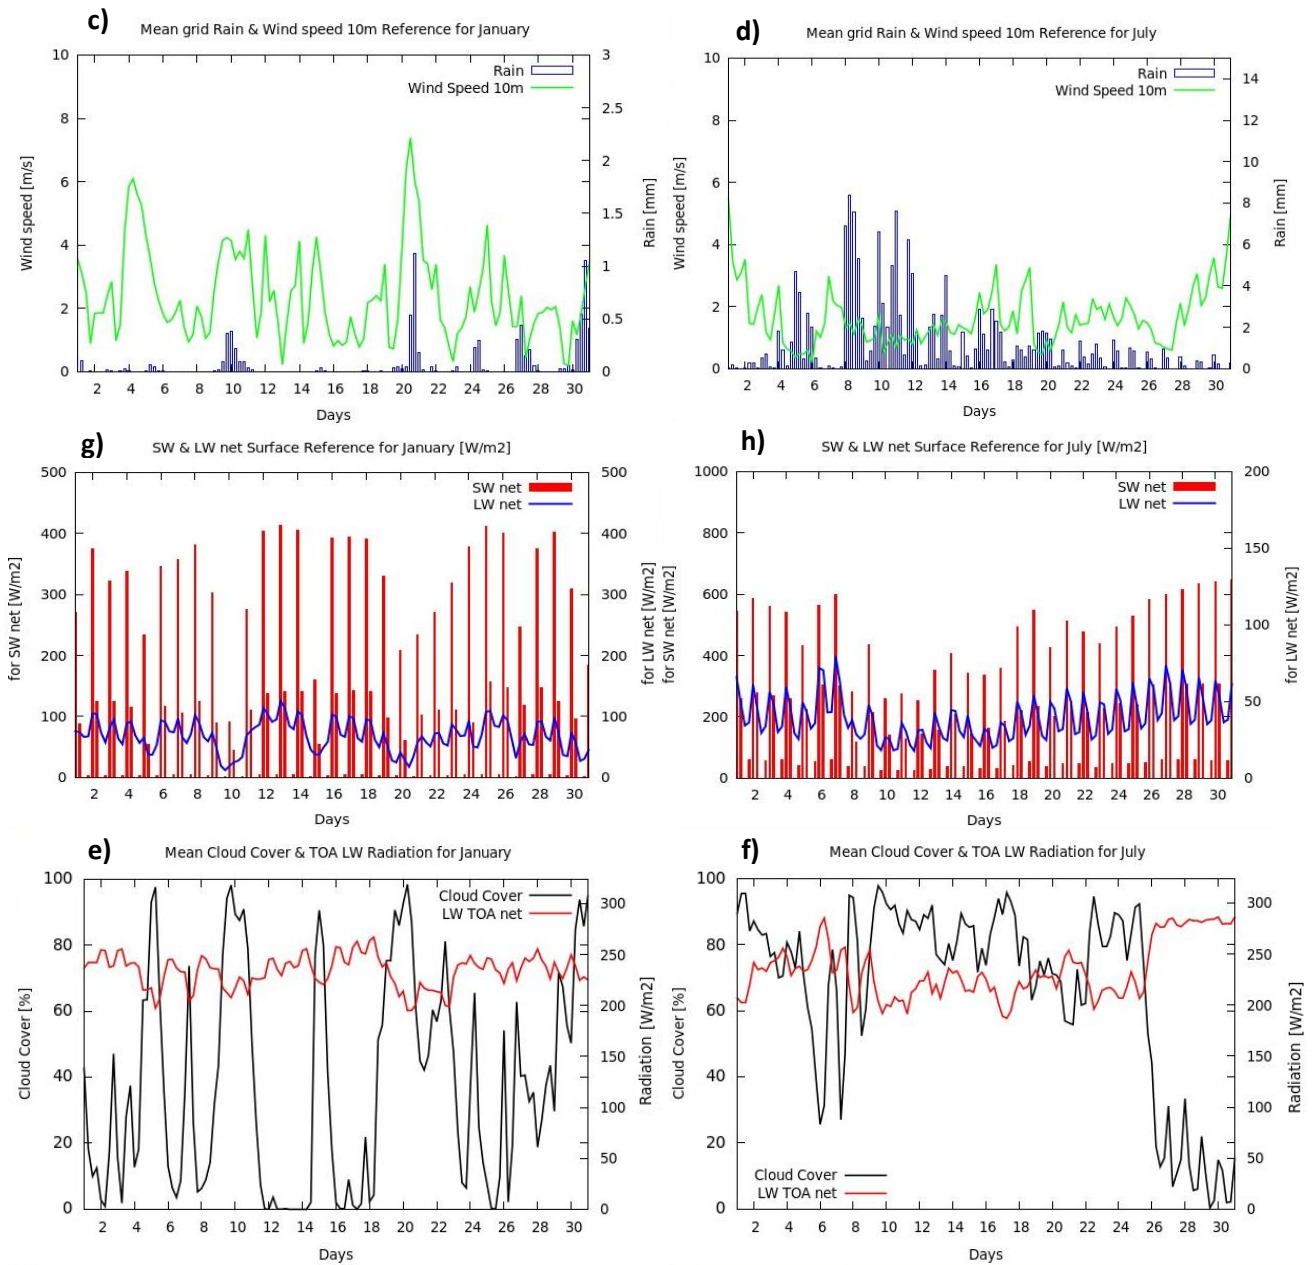 c)
Mean grid Rain & Wind speed 10m Reference for January
Rain
Wind Speed 10m
10
8
6
4
2
0
3
2.5
2
1.5
1
0.5
0
Wind speed [m/s]
Rain [mm]
2 4 6 8 10 12 14 16 18 20 22 24 26 28 30
Days
d)
Mean grid Rain & Wind speed 10m Reference for July
Rain
Wind Speed 10m
10
8
6
4
2
0
14
12
10
8
6
4
2
0
Wind speed [m/s]
Rain [mm]
2 4 6 8 10 12 14 16 18 20 22 24 26 28 30
Days
g)
SW & LW net Surface Reference for January [W/m2]
SW net
LW net
500
400
300
200
100
0
500
400
300
200
100
0
for SW net [W/m2]
for LW net [W/m2]
2 4 6 8 10 12 14 16 18 20 22 24 26 28 30
Days
h)
SW & LW net Surface Reference for July [W/m2]
SW net
LW net
1000
800
600
400
200
0
200
150
100
50
0
for SW net [W/m2]
for LW net [W/m2]
2 4 6 8 10 12 14 16 18 20 22 24 26 28 30
Days
e)
Mean Cloud Cover & TOA LW Radiation for January
Cloud Cover
LW TOA net
100
80
60
40
20
0
300
250
200
150
100
50
0
Cloud Cover [%]
Radiation [W/m2]
2 4 6 8 10 12 14 16 18 20 22 24 26 28 30
Days
f)
Mean Cloud Cover & TOA LW Radiation for July
Cloud Cover
LW TOA net
100
80
60
40
20
0
300
250
200
150
100
50
0
Cloud Cover [%]
Radiation [W/m2]
2 4 6 8 10 12 14 16 18 20 22 24 26 28 30
Days